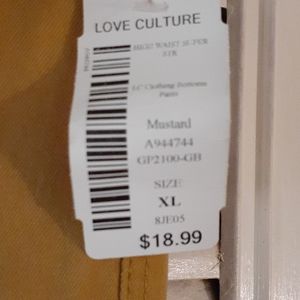 LOVE CULTURE
HIGH WAIST SUPER
STR
LC Clothing Bottoms
Pants
Mustard
A944744
GP2100-GB
SIZE
XL
8JE05
$18.99